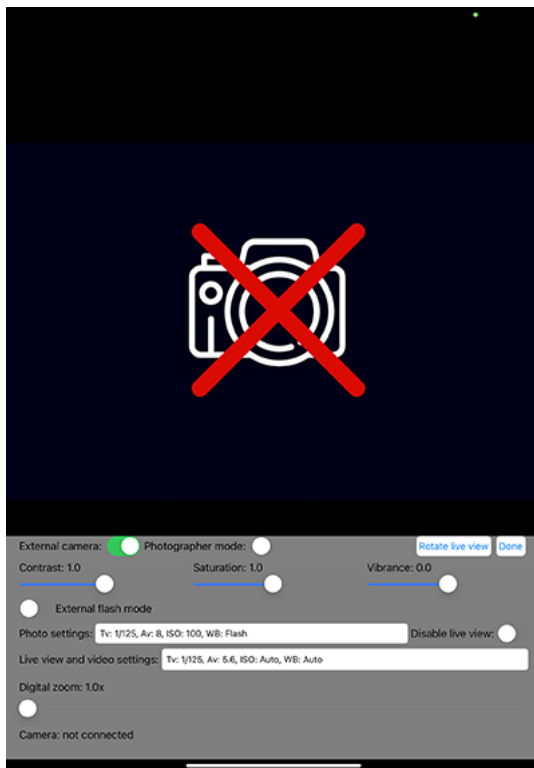 External camera: Photographer mode: Rotate live view Done
Contrast: 1.0 Saturation: 1.0 Vibrance: 0.0
External flash mode
Photo settings: Tv: 1/125, Av: 8, ISO: 100, WB: Flash Disable live view:
Live view and video settings: Tv: 1/125, Av: 5.6, ISO: Auto, WB: Auto
Digital zoom: 1.0x
Camera: not connected